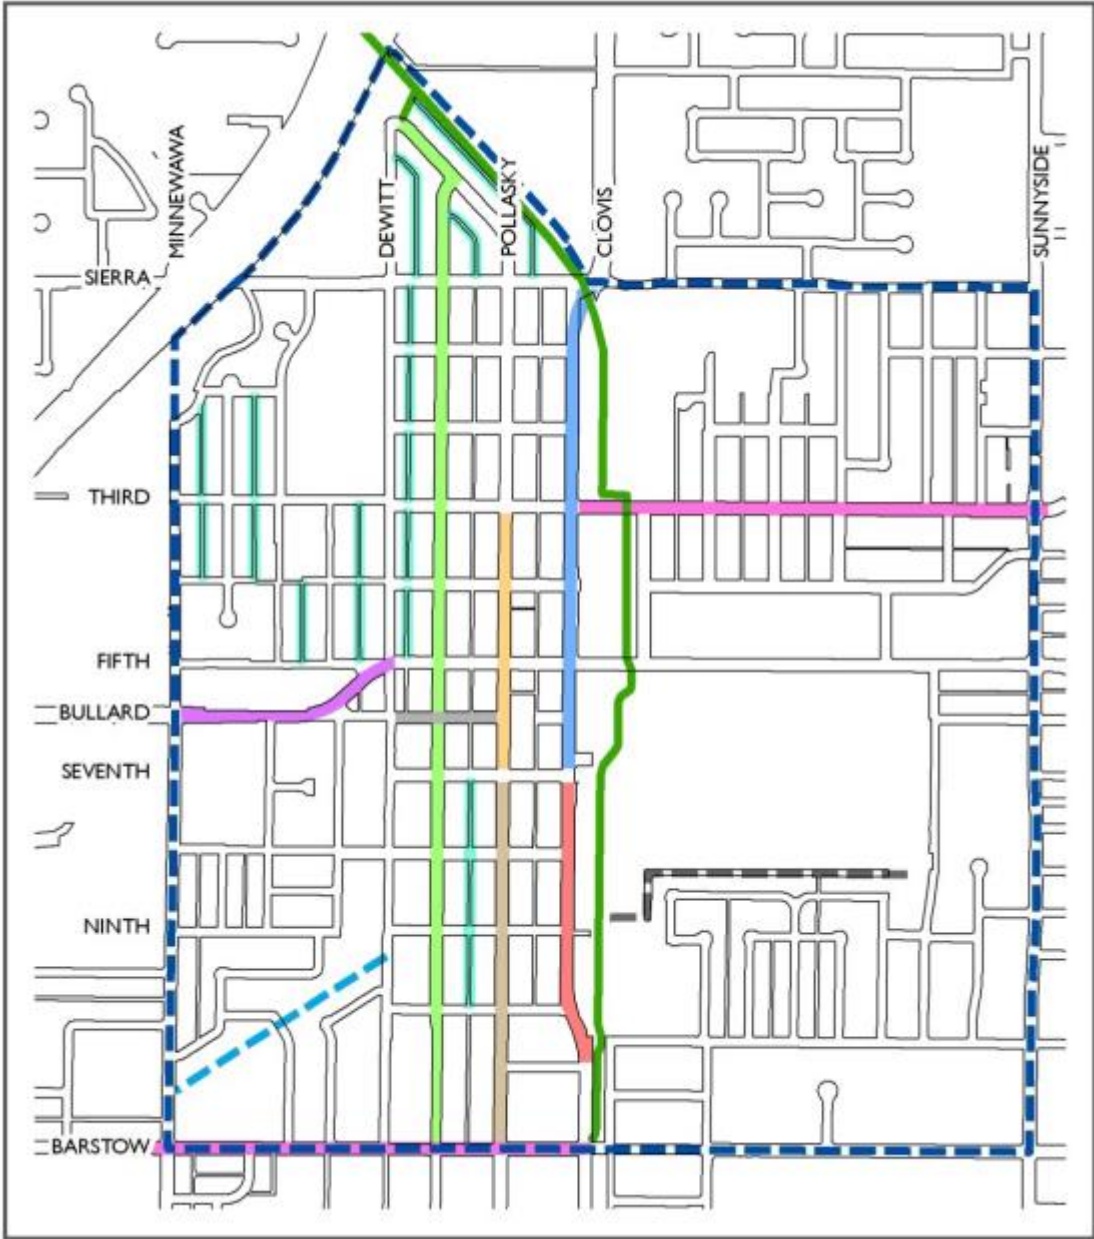 MINNEWAWA
DEWITT
POLLASKY
CLOVIS
SUNNYSIDE
SIERRA
THIRD
FIFTH
BULLARD
SEVENTH
NINTH
BARSTOW